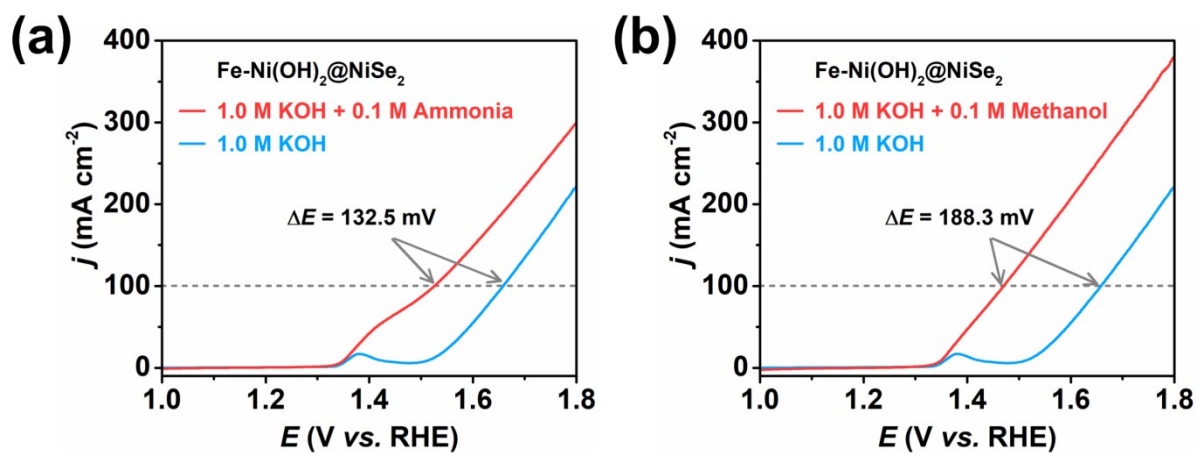 (a)
400
300
200
100
0
j (mA cm-2)
Fe-Ni(OH)2@NiSe2
1.0 M KOH + 0.1 M Ammonia
1.0 M KOH
ΔE = 132.5 mV
1.0 1.2 1.4 1.6 1.8
E (V vs. RHE)
(b)
400
300
200
100
0
j (mA cm-2)
Fe-Ni(OH)2@NiSe2
1.0 M KOH + 0.1 M Methanol
1.0 M KOH
ΔE = 188.3 mV
1.0 1.2 1.4 1.6 1.8
E (V vs. RHE)